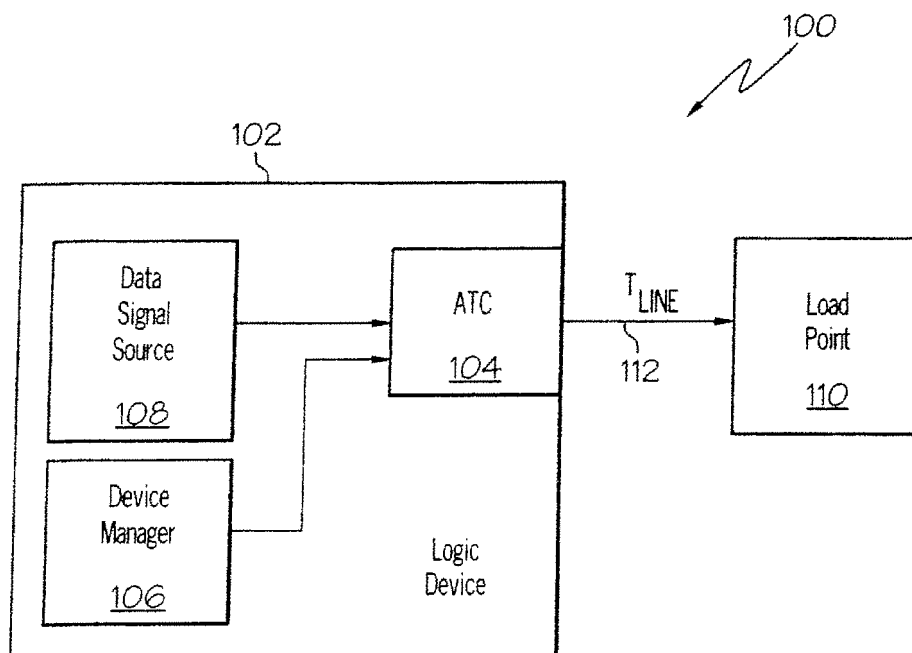 100
102
Data
Signal
Source
108
ATC
104
T LINE
112
Load
Point
110
Device
Manager
106
Logic
Device